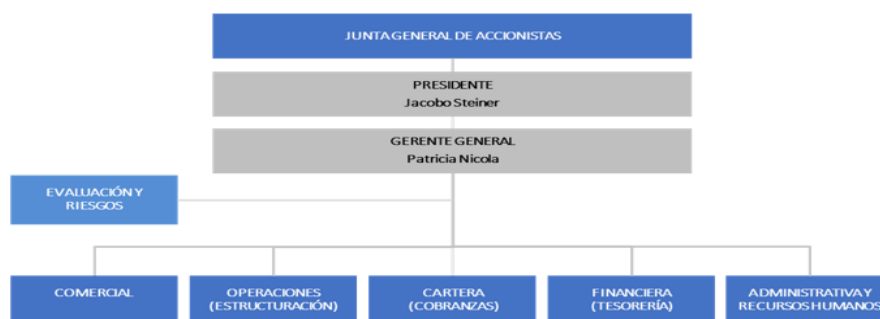 JUNTA GENERAL DE ACCIONISTAS
PRESIDENTE
Jacobo Steiner
GERENTE GENERAL
Patricia Nicola
EVALUACIÓN Y
RIESGOS
COMERCIAL
OPERACIONES
(ESTRUCTURACIÓN)
CARTERA
(COBRANZAS)
FINANCIERA
(TESORERÍA)
ADMINISTRATIVA Y
RECURSOS HUMANOS